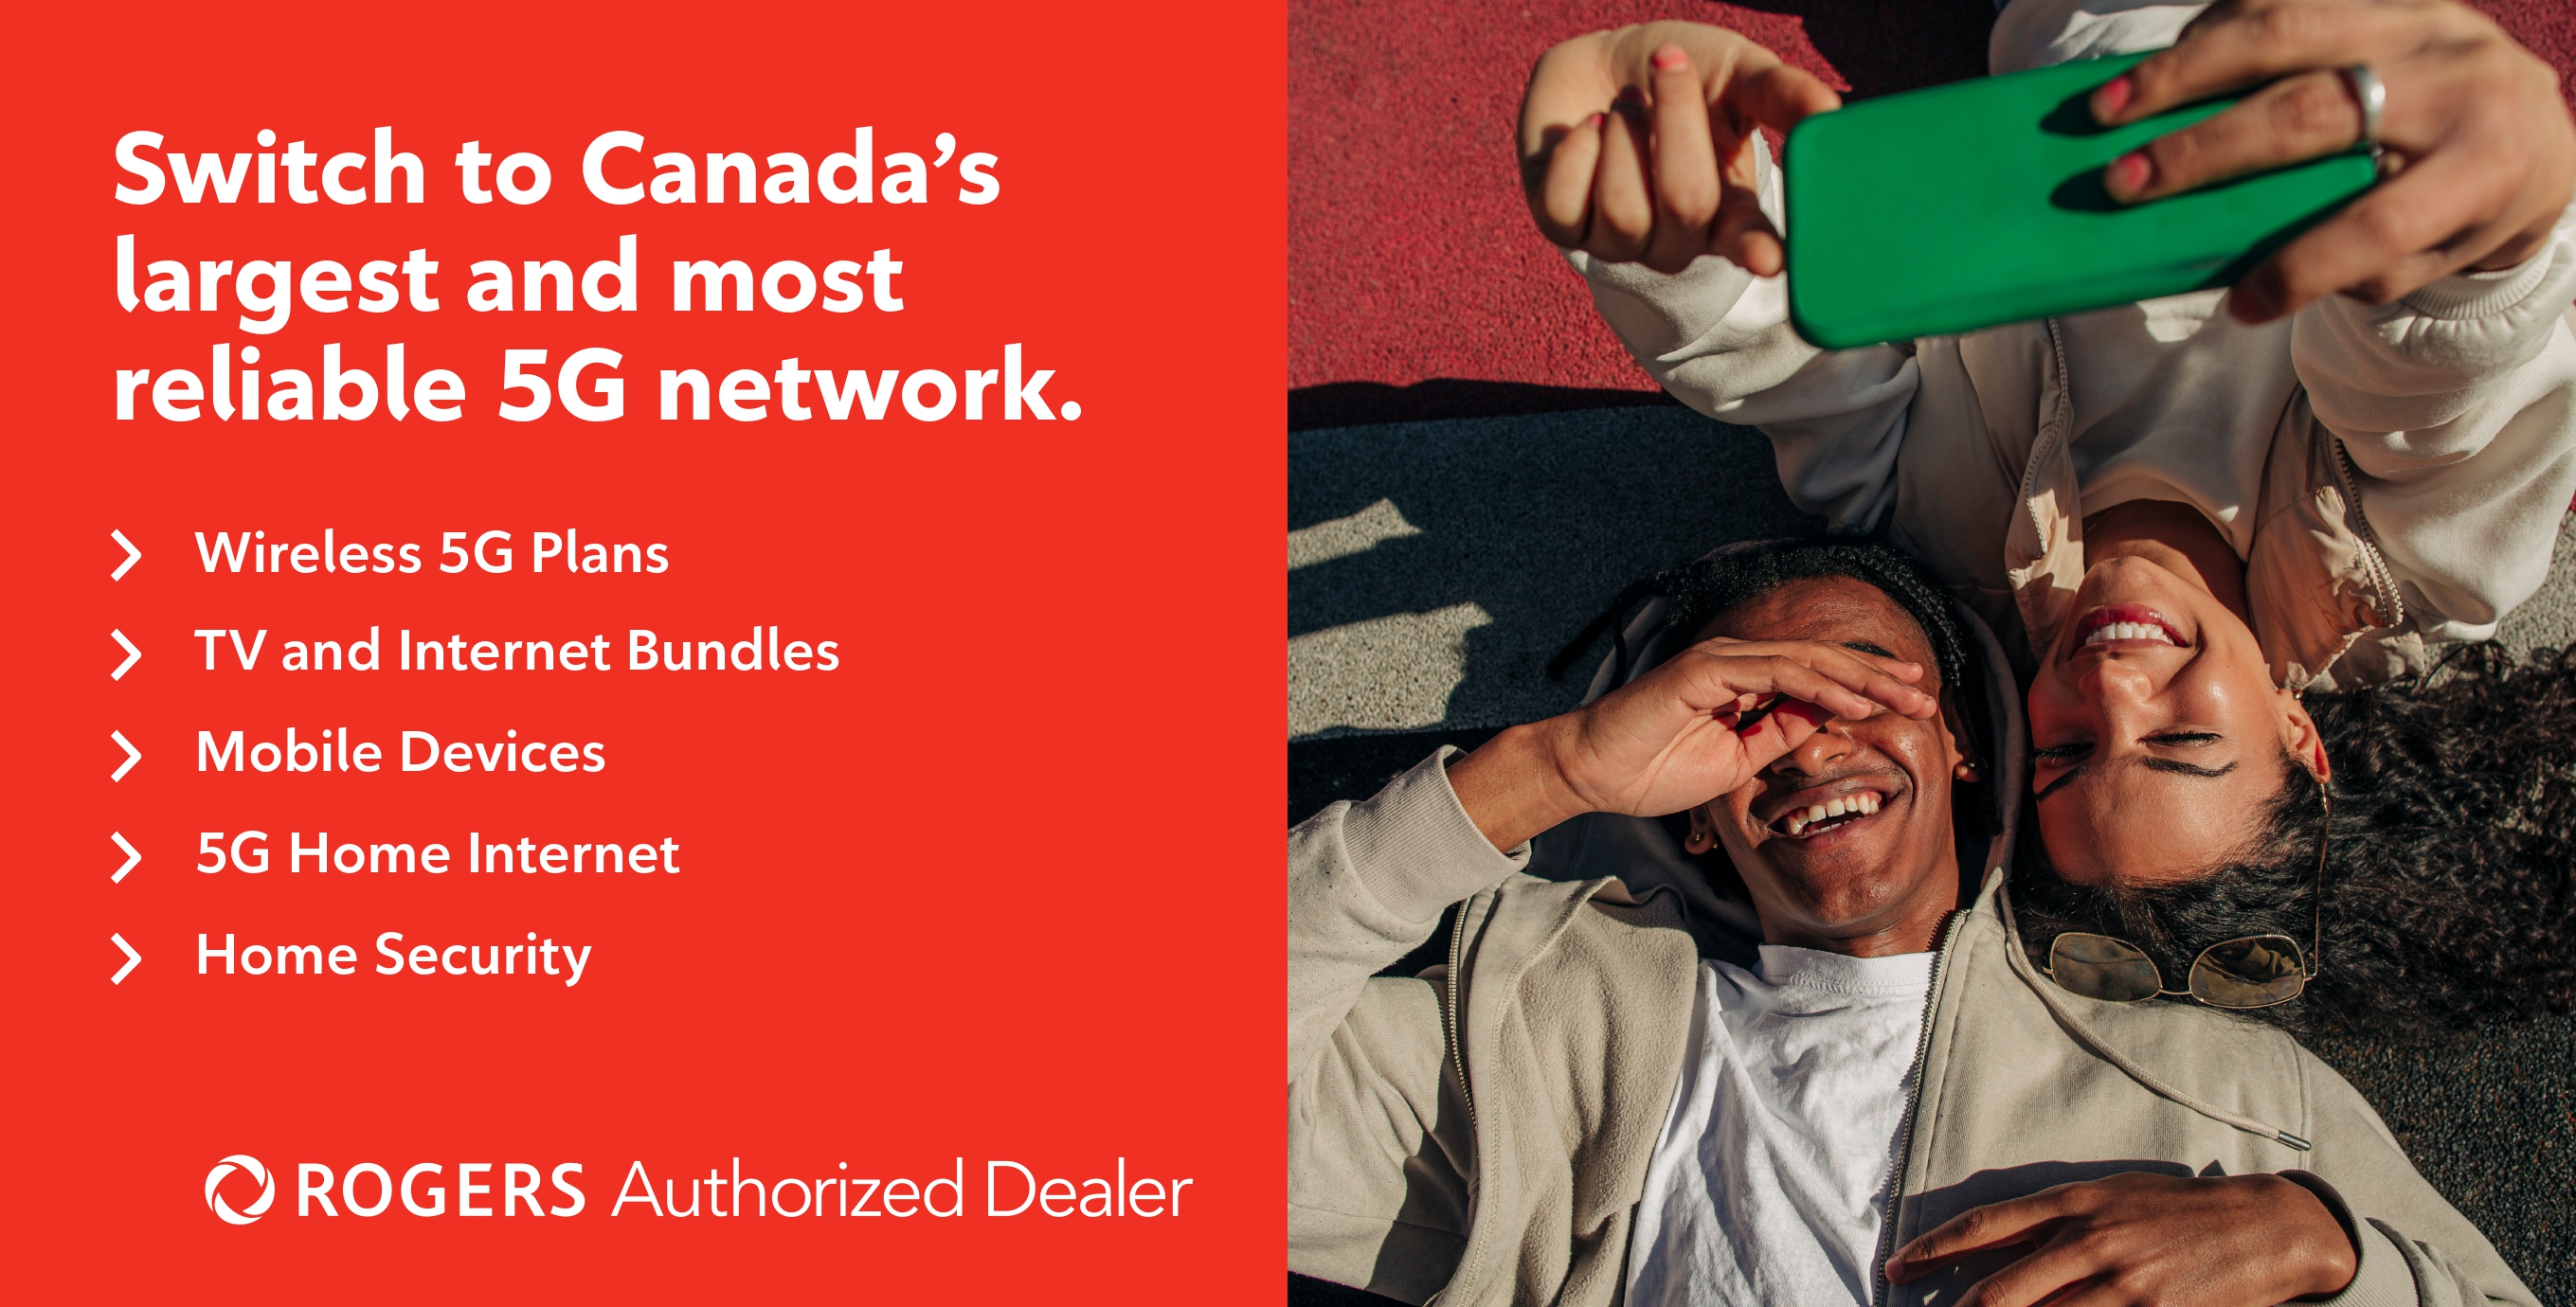 Switch to Canada’s
largest and most
reliable 5G network.
Wireless 5G Plans
TV and Internet Bundles
Mobile Devices
5G Home Internet
Home Security
ROGERS Authorized Dealer